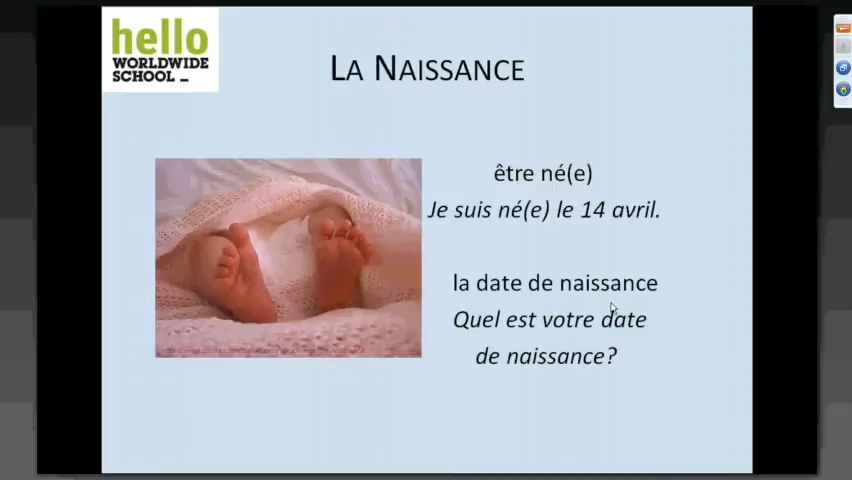 hello
WORLDWIDE
SCHOOL _
LA NAISSANCE
être né(e)
Je suis né(e) le 14 avril.
la date de naissance
Quel est votre date
de naissance?